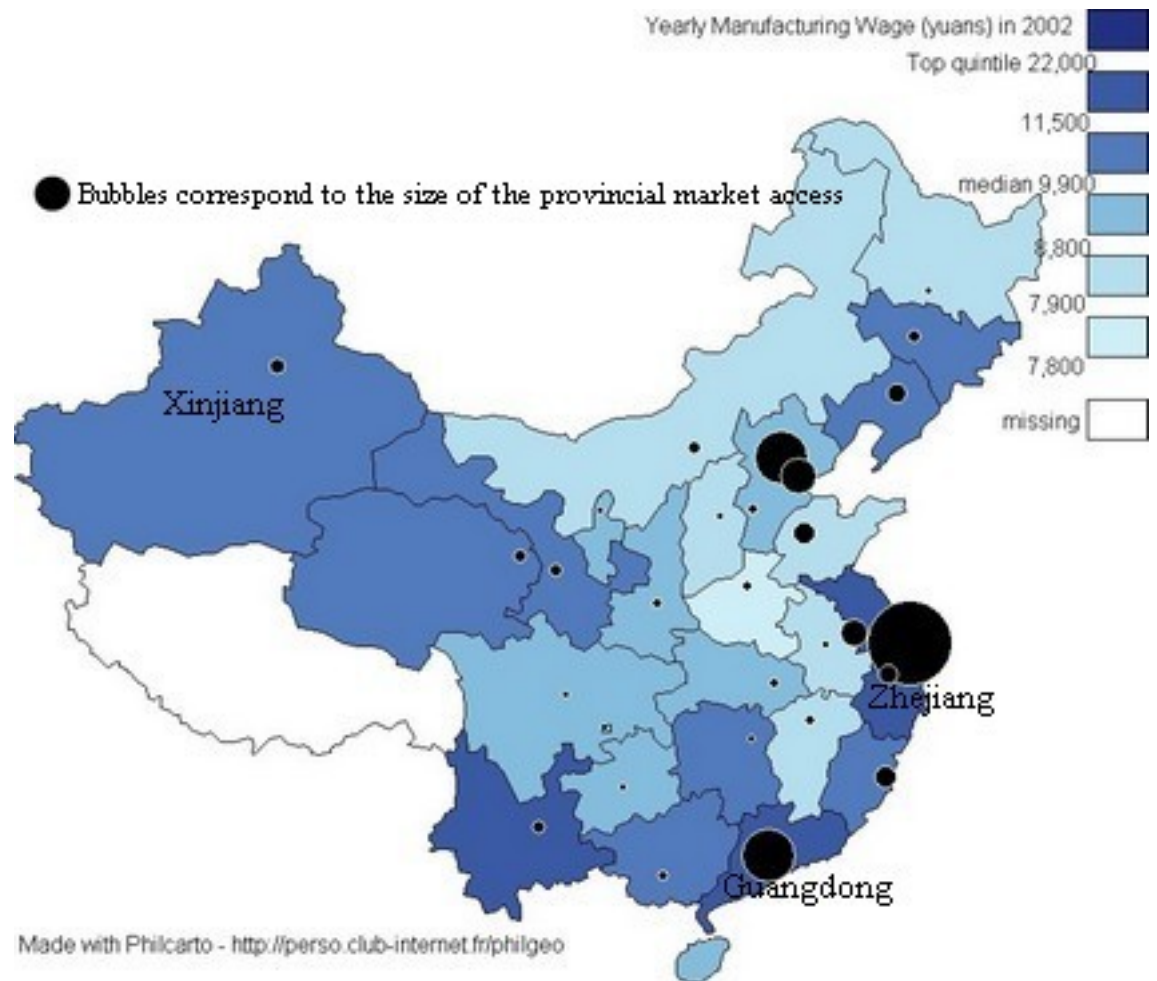 Yearly Manufacturing Wage (yuans) in 2002
Top quintile 22,000
11,500
Bubbles correspond to the size of the provincial market access
median 9,900
8,800
7,900
7,800
missing
Xinjiang
Zhejiang
Guangdong
Made with Philcarto - http://perso.club-internet.fr/philgeo